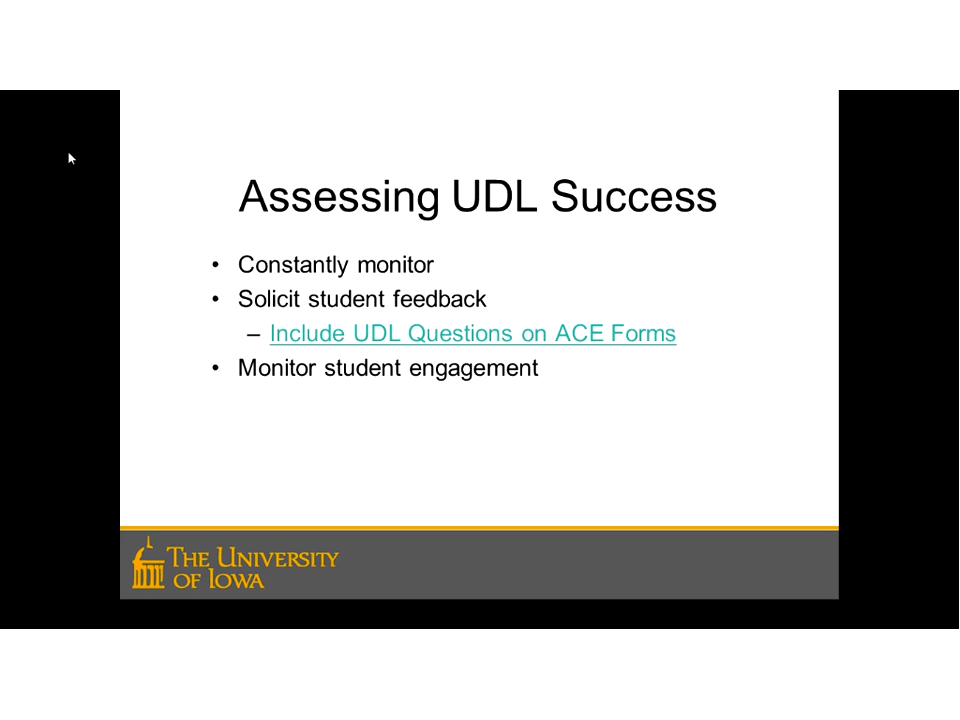 Assessing UDL Success
• Constantly monitor
• Solicit student feedback
– Include UDL Questions on ACE Forms
• Monitor student engagement
THE UNIVERSITY
OF IOWA